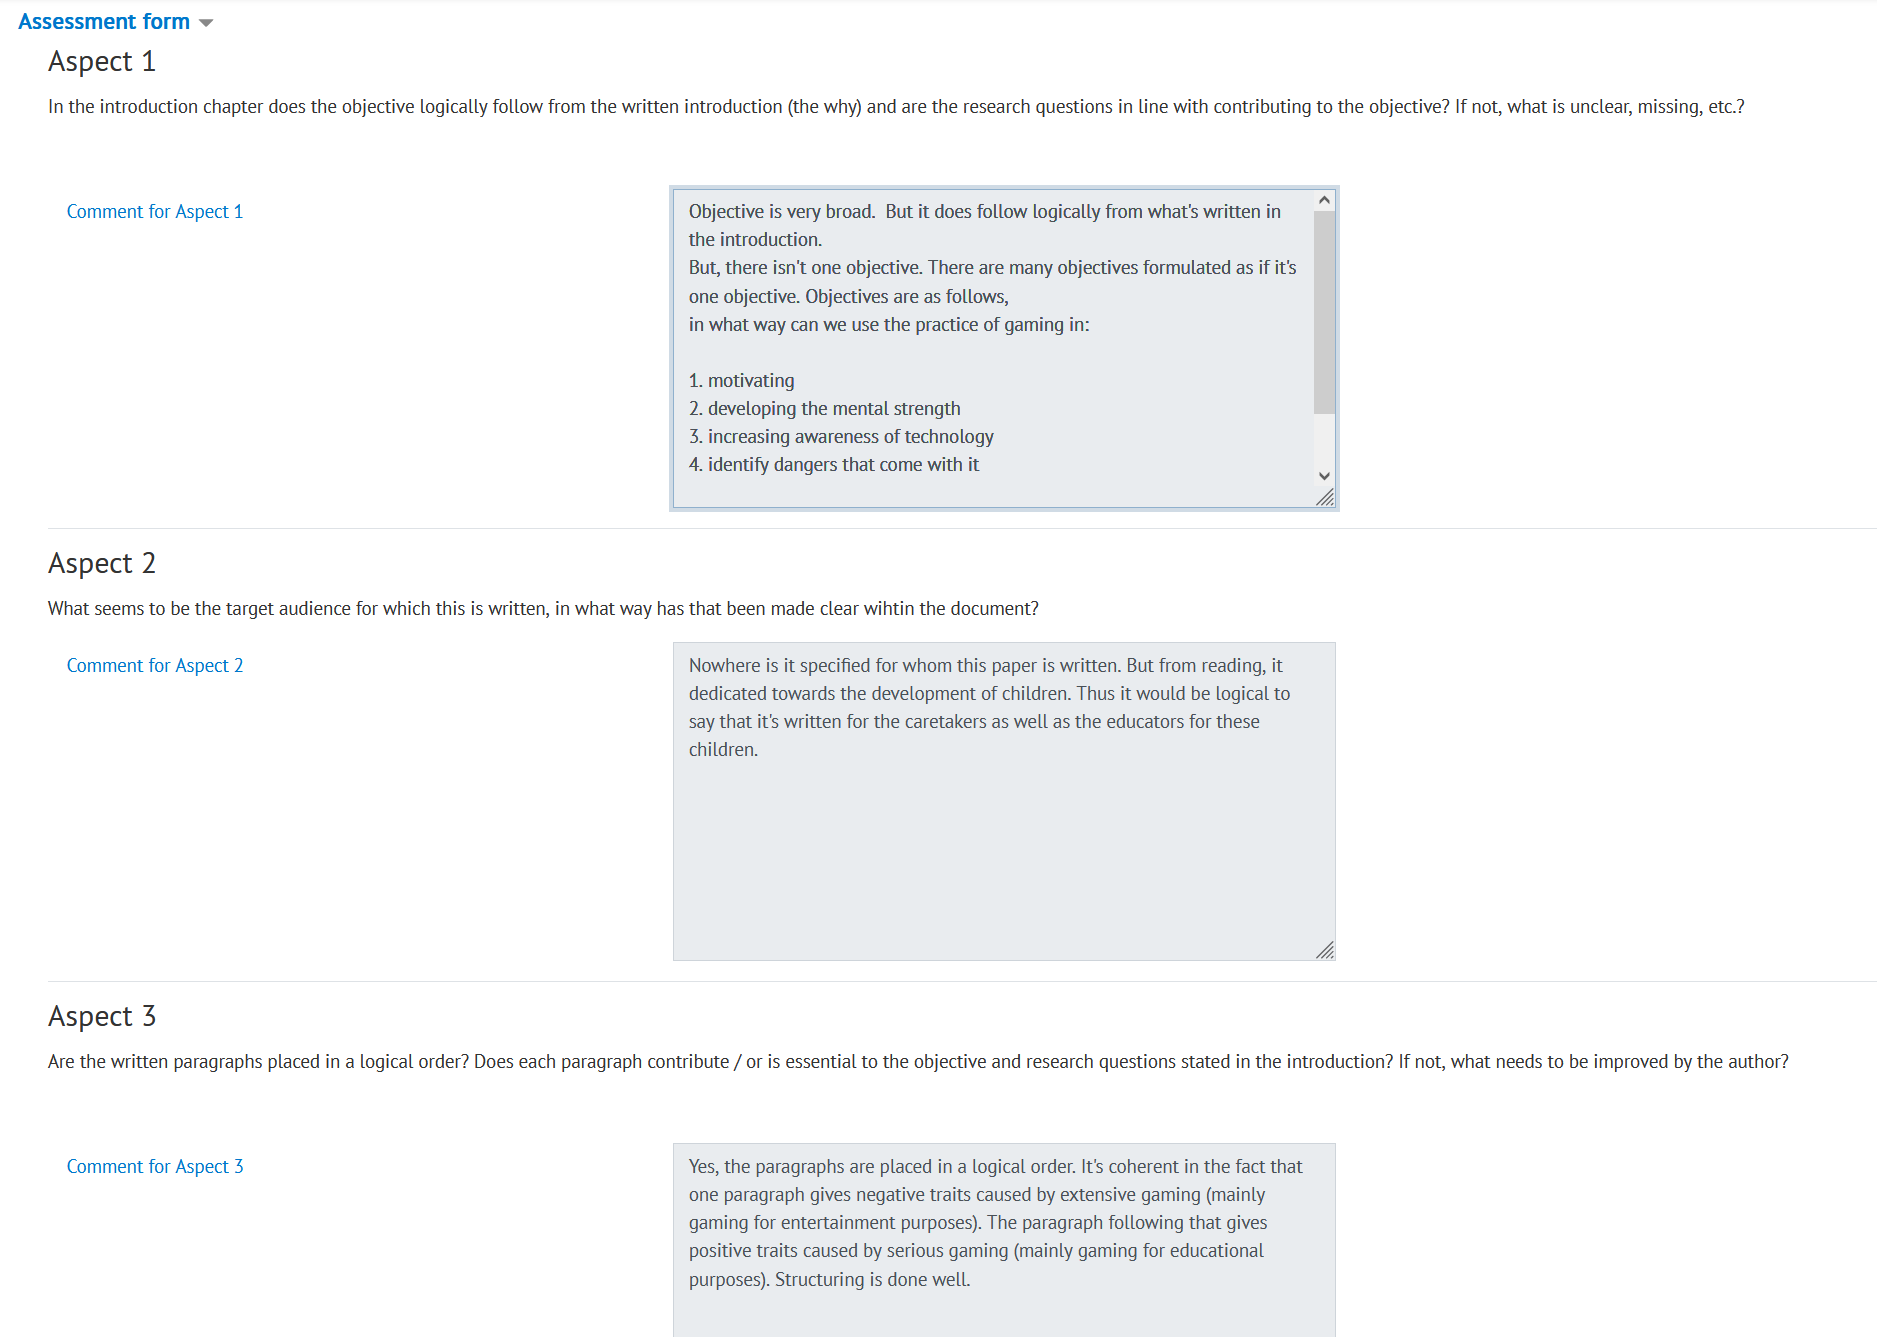 Assessment form
Aspect 1
In the introduction chapter does the objective logically follow from the written introduction (the why) and are the research questions in line with contributing to the objective? If not, what is unclear, missing, etc.?
Comment for Aspect 1
Objective is very broad.  But it does follow logically from what's written in
the introduction.
But, there isn't one objective. There are many objectives formulated as if it's
one objective. Objectives are as follows,
in what way can we use the practice of gaming in:
1. motivating
2. developing the mental strength
3. increasing awareness of technology
4. identify dangers that come with it
Aspect 2
What seems to be the target audience for which this is written, in what way has that been made clear wihtin the document?
Comment for Aspect 2
Nowhere is it specified for whom this paper is written. But from reading, it
dedicated towards the development of children. Thus it would be logical to
say that it's written for the caretakers as well as the educators for these
children.
Aspect 3
Are the written paragraphs placed in a logical order? Does each paragraph contribute / or is essential to the objective and research questions stated in the introduction? If not, what needs to be improved by the author?
Comment for Aspect 3
Yes, the paragraphs are placed in a logical order. It's coherent in the fact that
one paragraph gives negative traits caused by extensive gaming (mainly
gaming for entertainment purposes). The paragraph following that gives
positive traits caused by serious gaming (mainly gaming for educational
purposes). Structuring is done well.